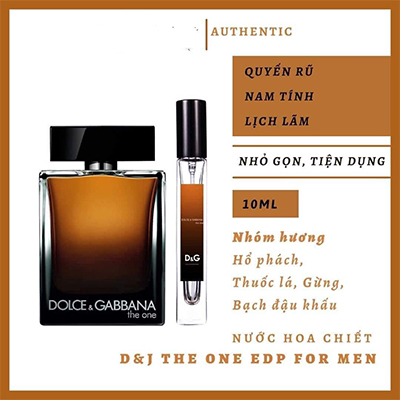 AUTHENTIC
QUYẾN RŨ
NAM TÍNH
LỊCH LÃM
NHỎ GỌN, TIỆN DỤNG
10ML
Nhóm hương
Hổ phách,
Thuốc lá, Gừng,
Bạch đậu khấu
NƯỚC HOA CHIẾT
D&J THE ONE EDP FOR MEN
DOLCE & GABBANA
the one
D&G